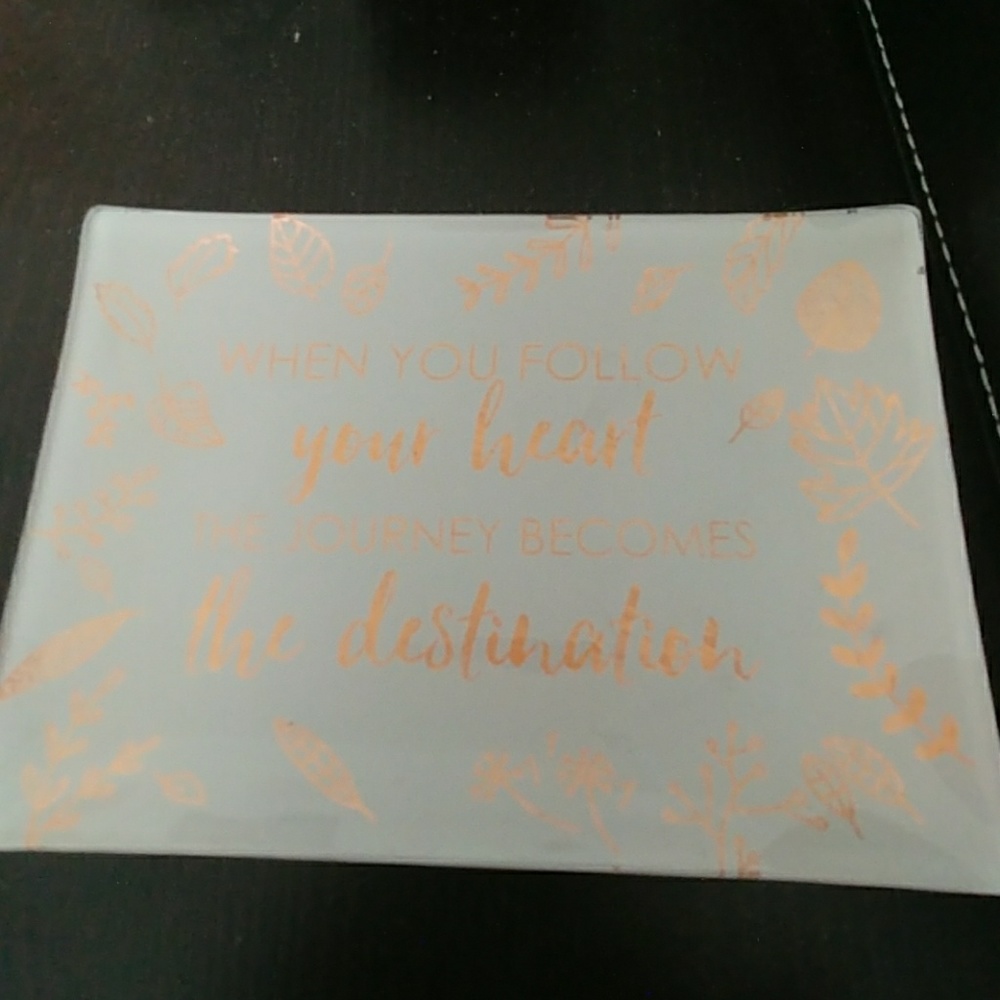 WHEN YOU FOLLOW
your heart
THE JOURNEY BECOMES
the destination